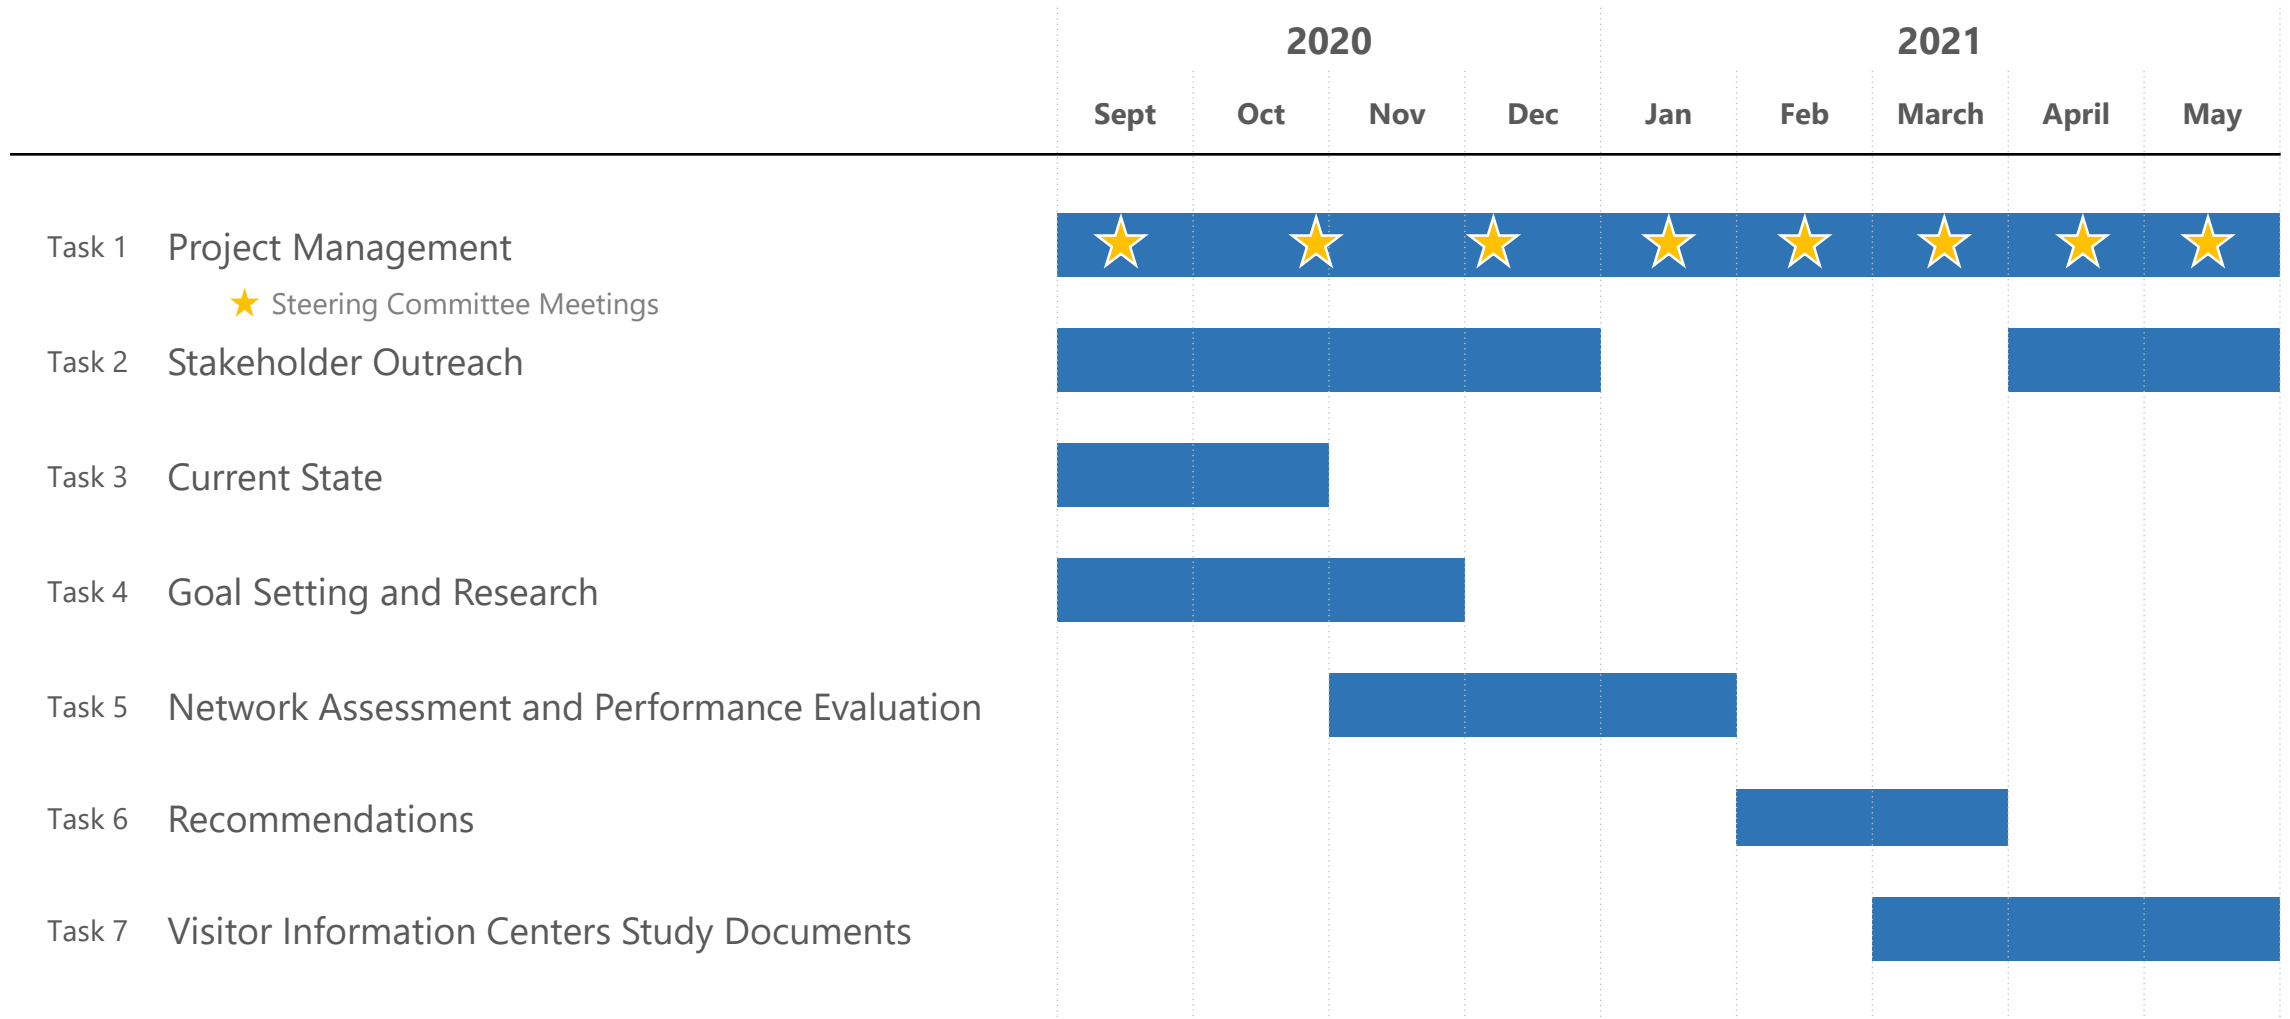 2020 2021
Sept Oct Nov Dec Jan Feb March April May
Task 1 Project Management
Steering Committee Meetings
Task 2 Stakeholder Outreach
Task 3 Current State
Task 4 Goal Setting and Research
Task 5 Network Assessment and Performance Evaluation
Task 6 Recommendations
Task 7 Visitor Information Centers Study Documents